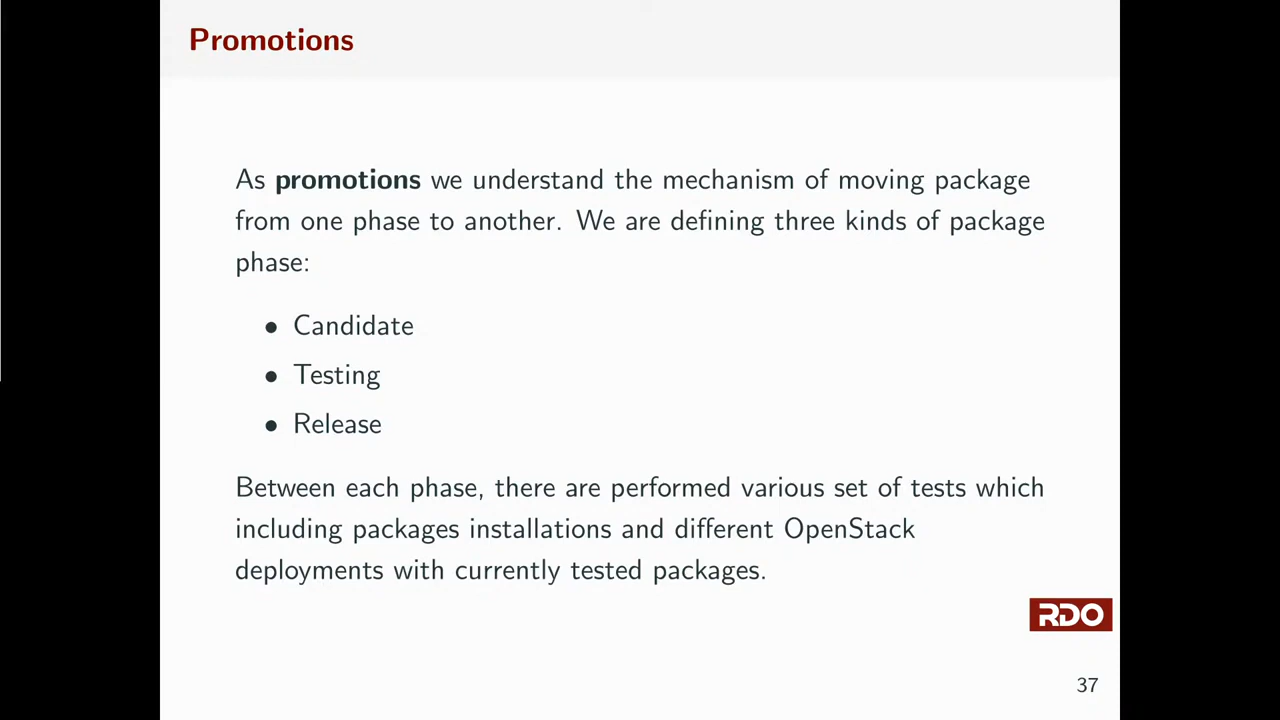 Promotions
As promotions we understand the mechanism of moving package
from one phase to another. We are defining three kinds of package
phase:
• Candidate
• Testing
• Release
Between each phase, there are performed various set of tests which
including packages installations and different OpenStack
deployments with currently tested packages.
RDO
37